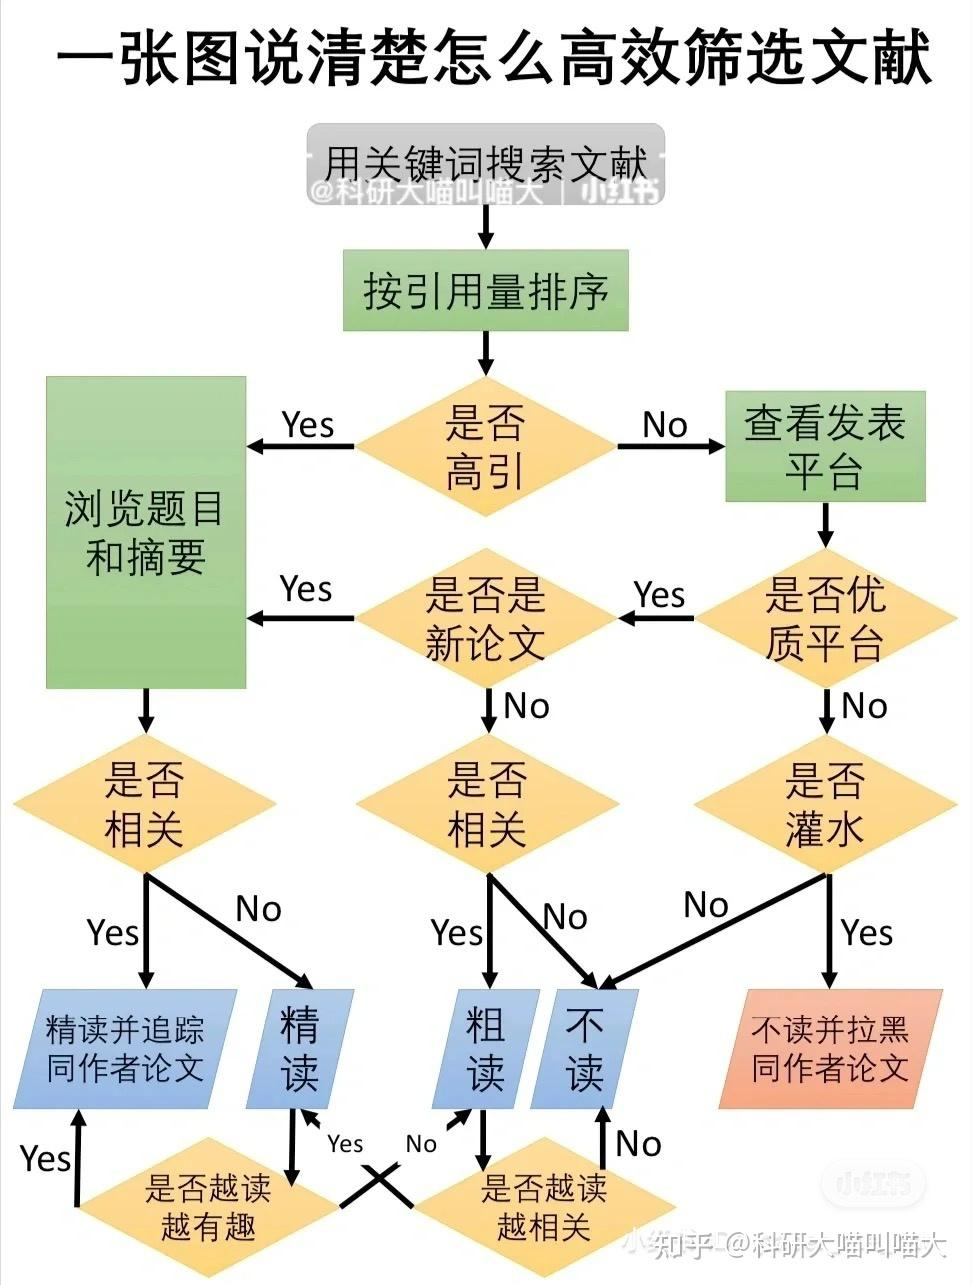 一张图说清楚怎么高效筛选文献
用关键词搜索文献
@科研大喵叫喵大 | 小红书
按引用量排序
是否
高引
Yes
No
查看发表
平台
浏览题目
和摘要
Yes
是否是
新论文
Yes
是否优
质平台
No
No
是否
相关
是否
相关
是否
灌水
Yes
No
Yes
No
No
Yes
精读并追踪
同作者论文
精
读
粗
读
不
读
不读并拉黑
同作者论文
Yes
Yes
No
No
是否越读
越有趣
是否越读
越相关
小红书
知乎 @科研大喵叫喵大